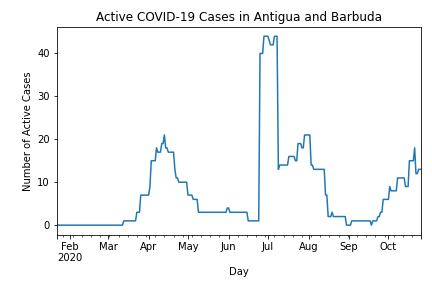 Active COVID-19 Cases in Antigua and Barbuda
Number of Active Cases
40
30
20
10
0
Feb Mar Apr May Jun Jul Aug Sep Oct
2020
Day